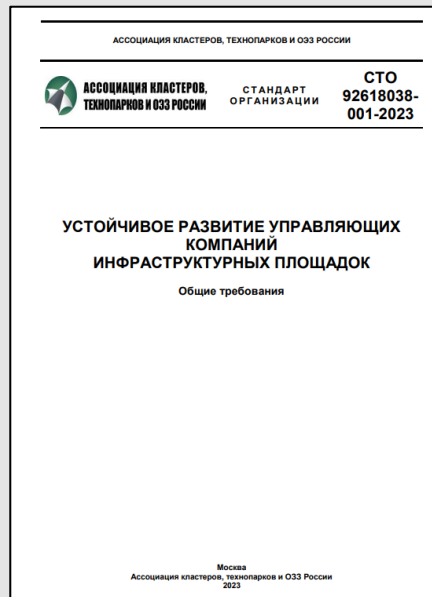 АССОЦИАЦИЯ КЛАСТЕРОВ, ТЕХНОПАРКОВ И ОЭЗ РОССИИ
АССОЦИАЦИЯ КЛАСТЕРОВ,
ТЕХНОПАРКОВ И ОЭЗ РОССИИ
СТАНДАРТ
ОРГАНИЗАЦИИ
СТО
92618038-
001-2023
УСТОЙЧИВОЕ РАЗВИТИЕ УПРАВЛЯЮЩИХ
КОМПАНИЙ
ИНФРАСТРУКТУРНЫХ ПЛОЩАДОК
Общие требования
Москва
Ассоциация кластеров, технопарков и ОЭЗ России
2023